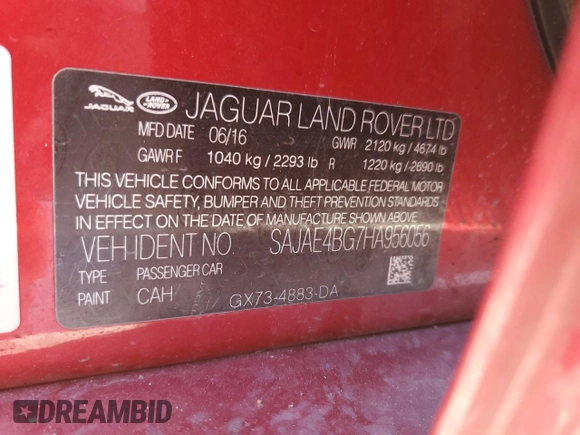 JAGUAR LAND-ROVER JAGUAR LAND ROVER LTD
MFD DATE 06/16 GWR 2120 kg / 4674 lb
GAWR F 1040 kg / 2293 lb R 1220 kg / 2690 lb
THIS VEHICLE CONFORMS TO ALL APPLICABLE FEDERAL MOTOR
VEHICLE SAFETY, BUMPER AND THEFT PREVENTION STANDARDS
IN EFFECT ON THE DATE OF MANUFACTURE SHOWN ABOVE
VEH IDENT NO. SAJAE4BG7HA956056
TYPE PASSENGER CAR
PAINT CAH GX73-4883-DA
DREAMBID